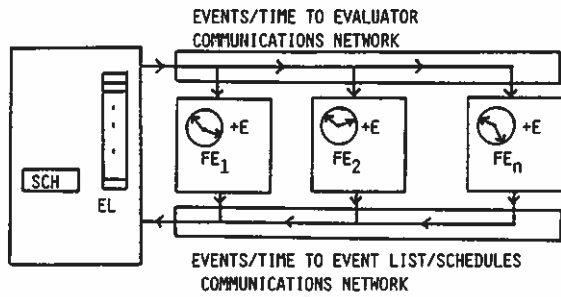 EVENTS/TIME TO EVALUATOR
COMMUNICATIONS NETWORK
+E
FE1
+E
FE2
+E
FEn
SCH
EL
EVENTS/TIME TO EVENT LIST/SCHEDULES
COMMUNICATIONS NETWORK